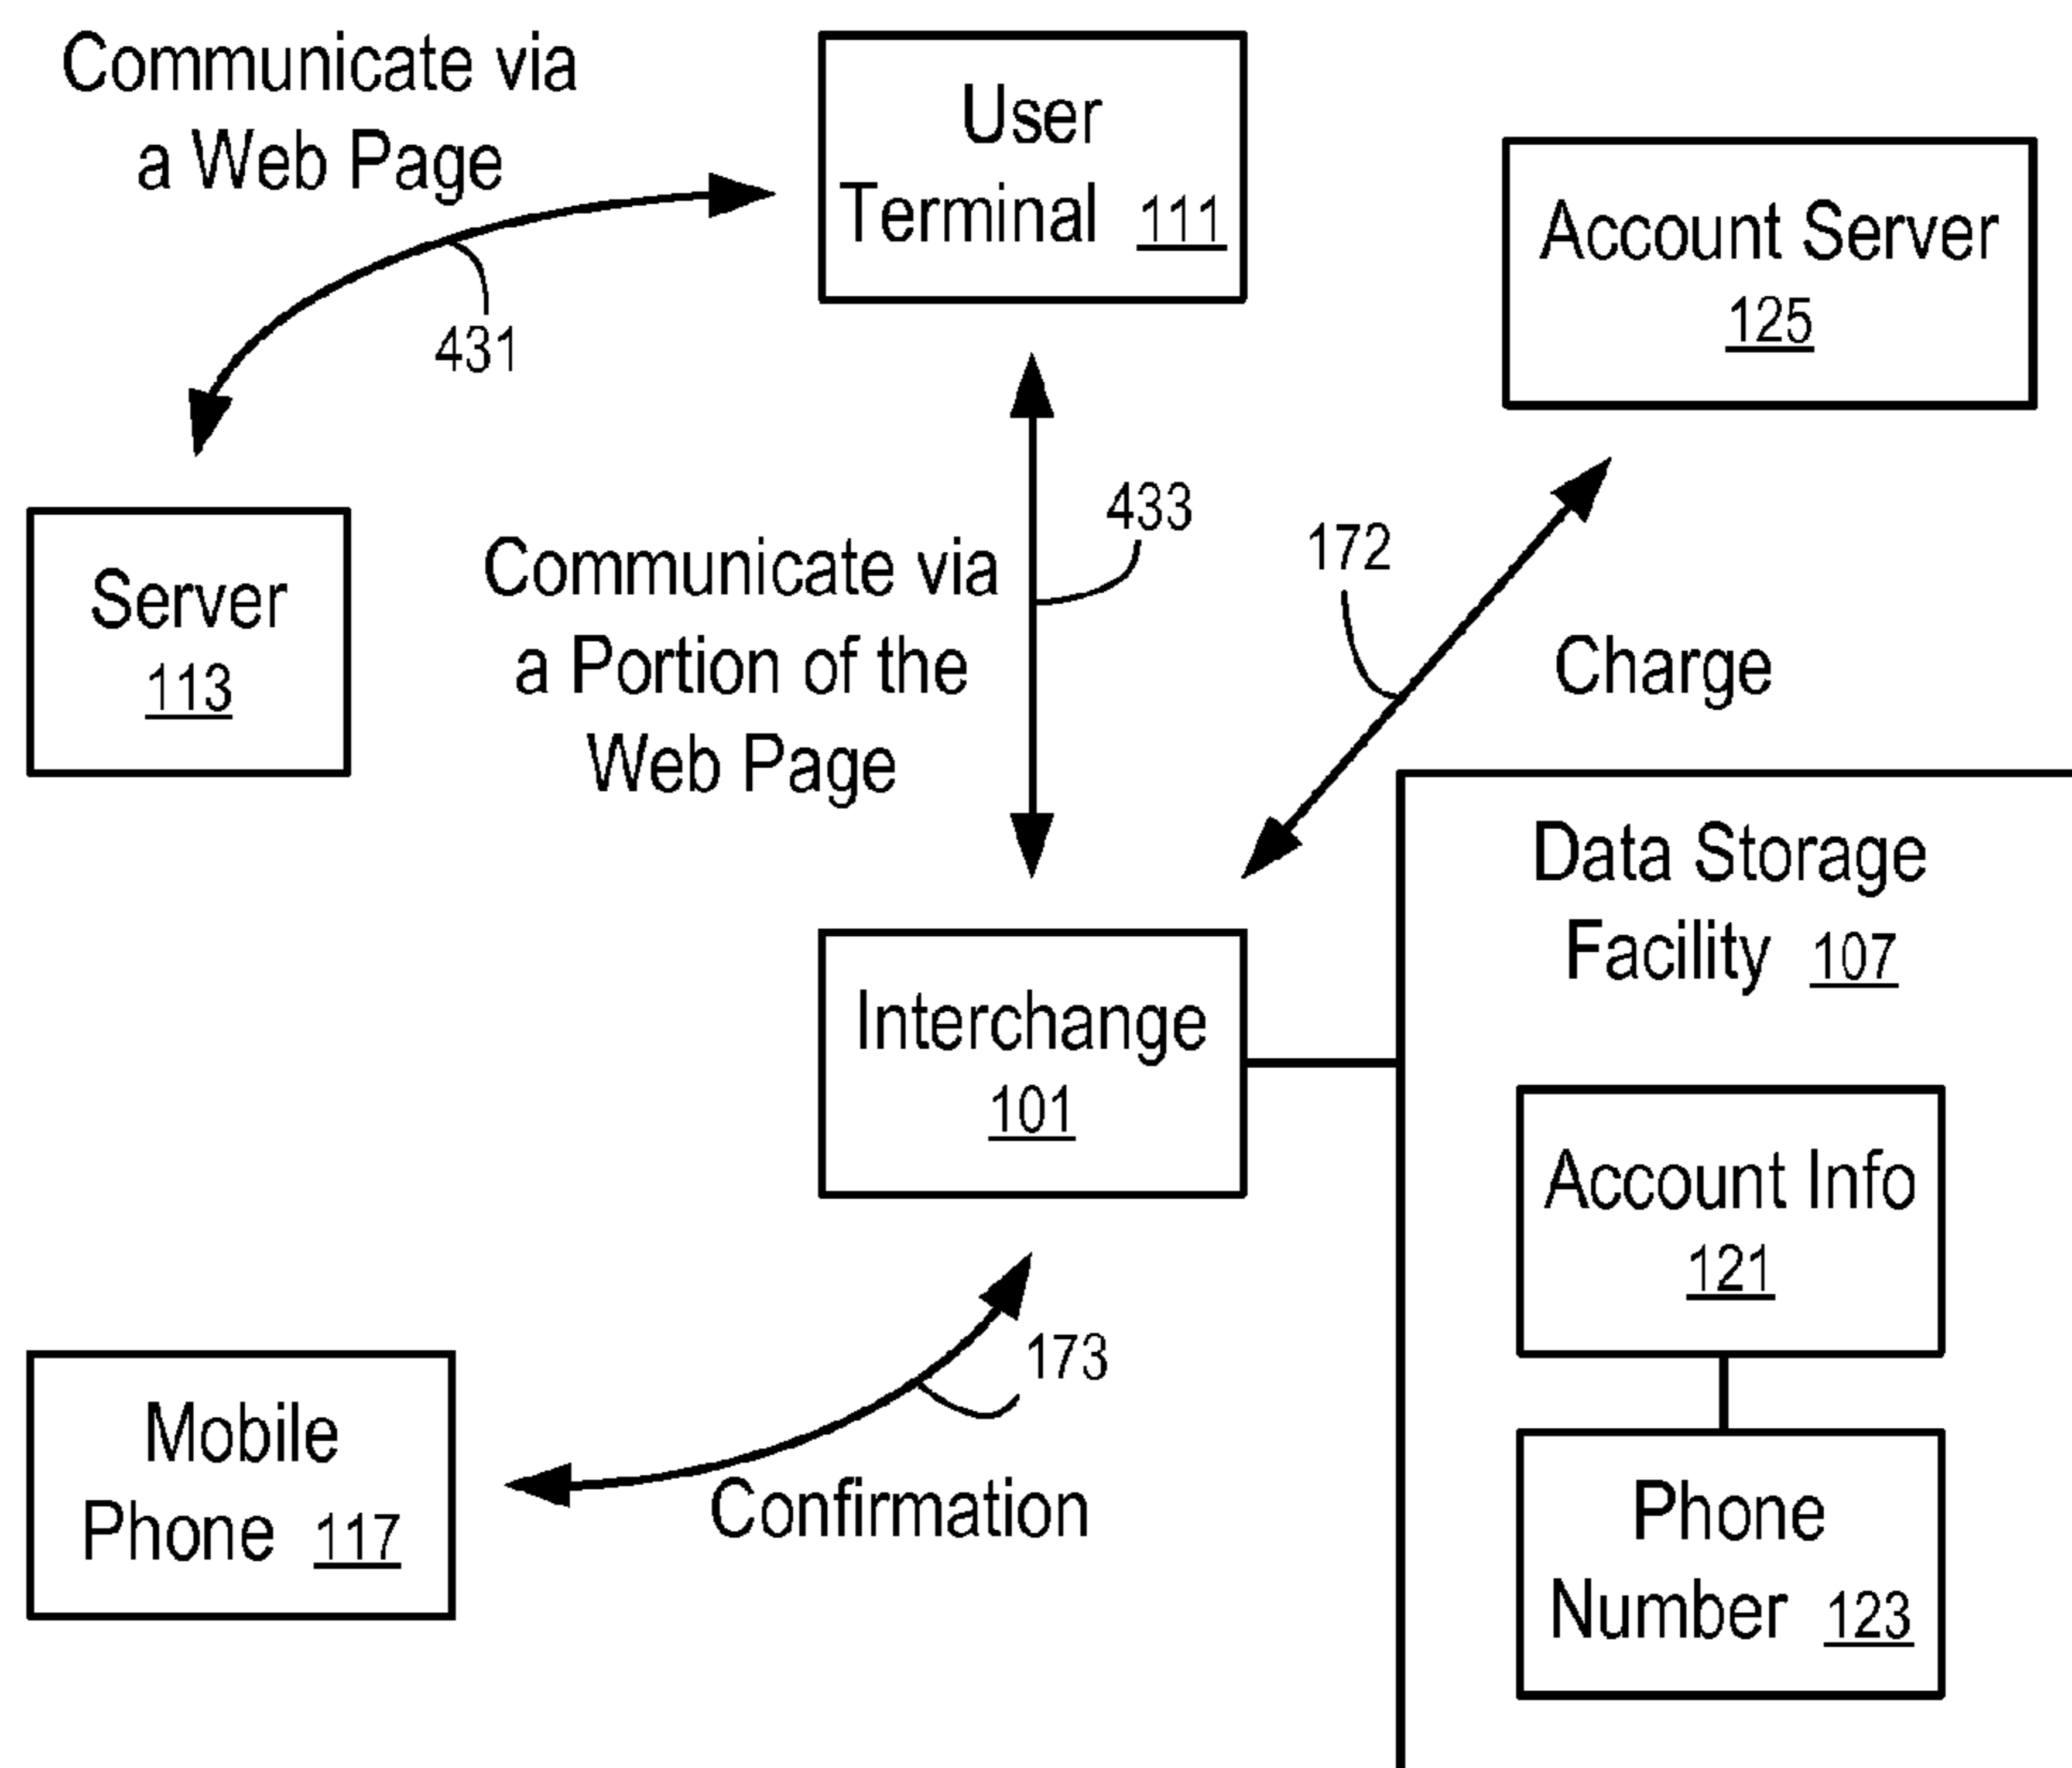 Communicate via
a Web Page
431
User
Terminal 111
Account Server
125
Server
113
Communicate via
a Portion of the
Web Page
433
172
Charge
Data Storage
Facility 107
Interchange
101
Account Info
121
173
Confirmation
Mobile
Phone 117
Phone
Number 123